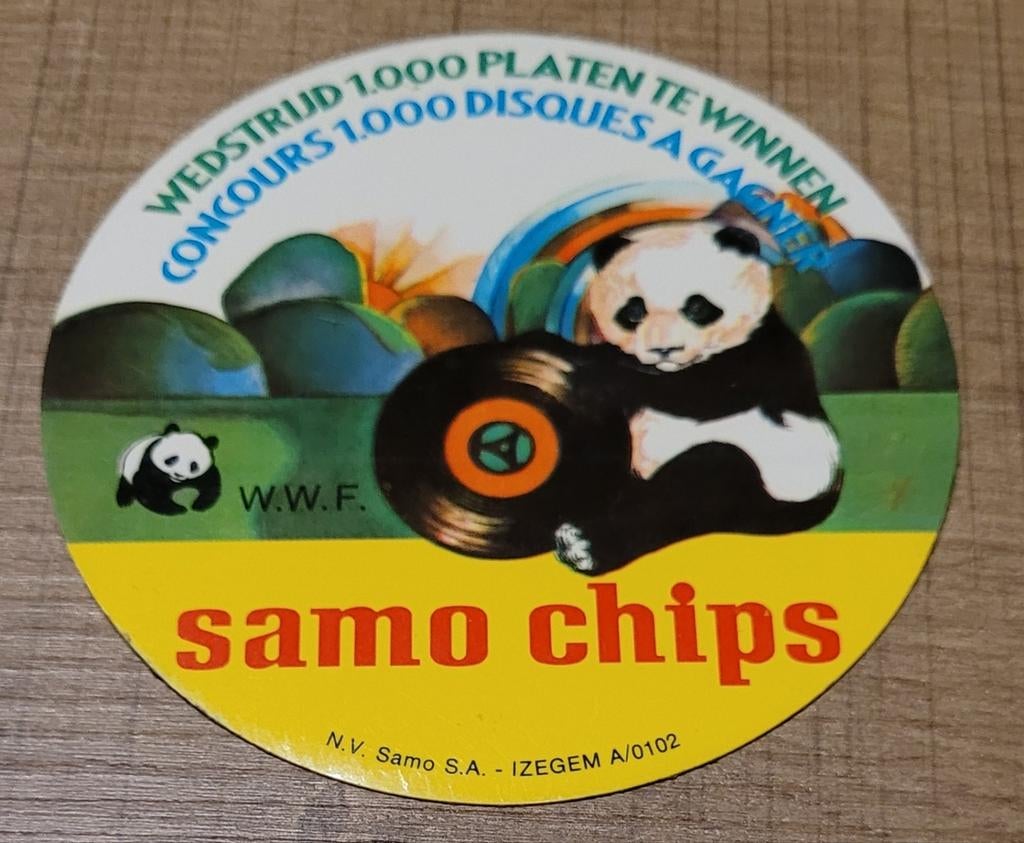 WEDSTRIJD 1.000 PLATEN TE WINNEN
CONCOURS 1.000 DISQUES A GAGNER
W.W.F.
samo chips
N.V. Samo S.A. - IZEGEM A/0102